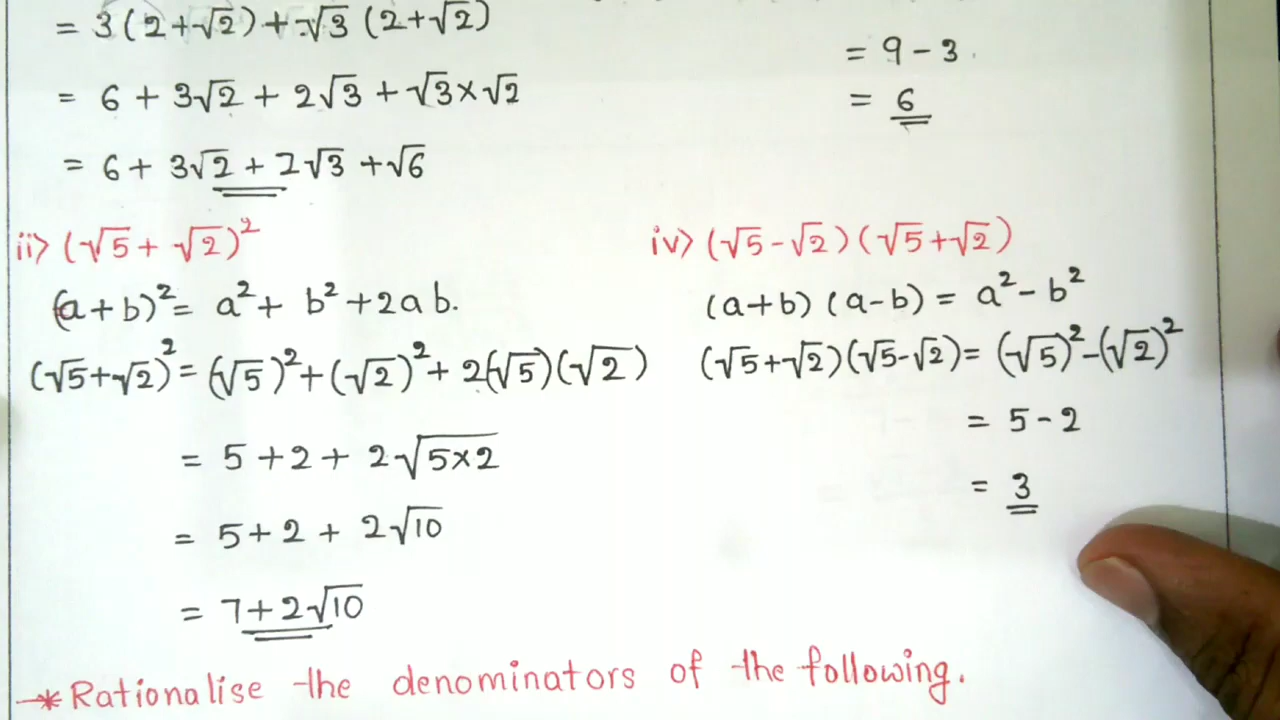 = 3(2+√2)+√3(2+√2)
= 6 + 3√2 + 2√3 + √3×√2
= 6 + 3√2 + 2√3 + √6
ii> (√5 + √2)²
(a+b)² = a² + b² + 2ab.
(√5+√2)² = (√5)² + (√2)² + 2(√5)(√2)
= 5 + 2 + 2√5×2
= 5 + 2 + 2√10
= 7 + 2√10
= 9 - 3
= 6
iv> (√5-√2)(√5+√2)
(a+b)(a-b) = a² - b²
(√5+√2)(√5-√2) = (√5)² - (√2)²
= 5 - 2
= 3
→* Rationalise the denominators of the following.